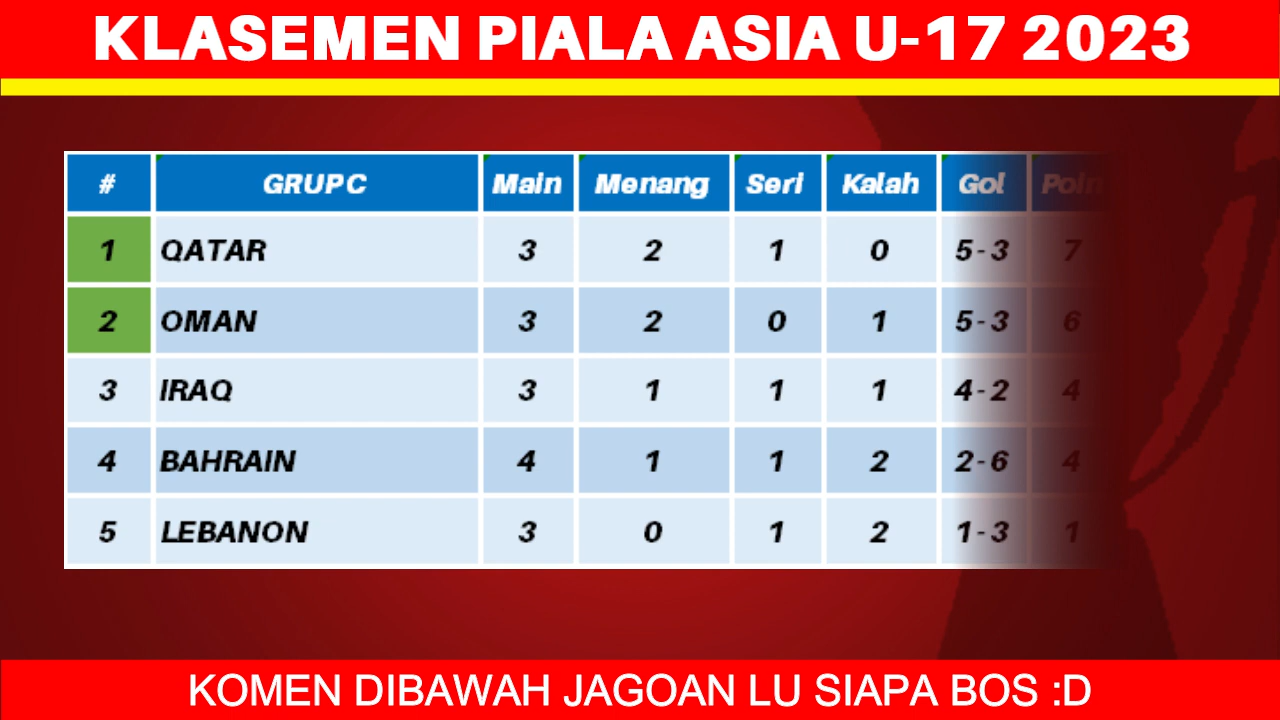 KLASEMEN PIALA ASIA U-17 2023
# GRUP C Main Menang Seri Kalah Gol Poin
1 QATAR 3 2 1 0 5-3 7
2 OMAN 3 2 0 1 5-3 6
3 IRAQ 3 1 1 1 4-2 4
4 BAHRAIN 4 1 1 2 2-6 4
5 LEBANON 3 0 1 2 1-3 1
KOMEN DIBAWAH JAGOAN LU SIAPA BOS :D